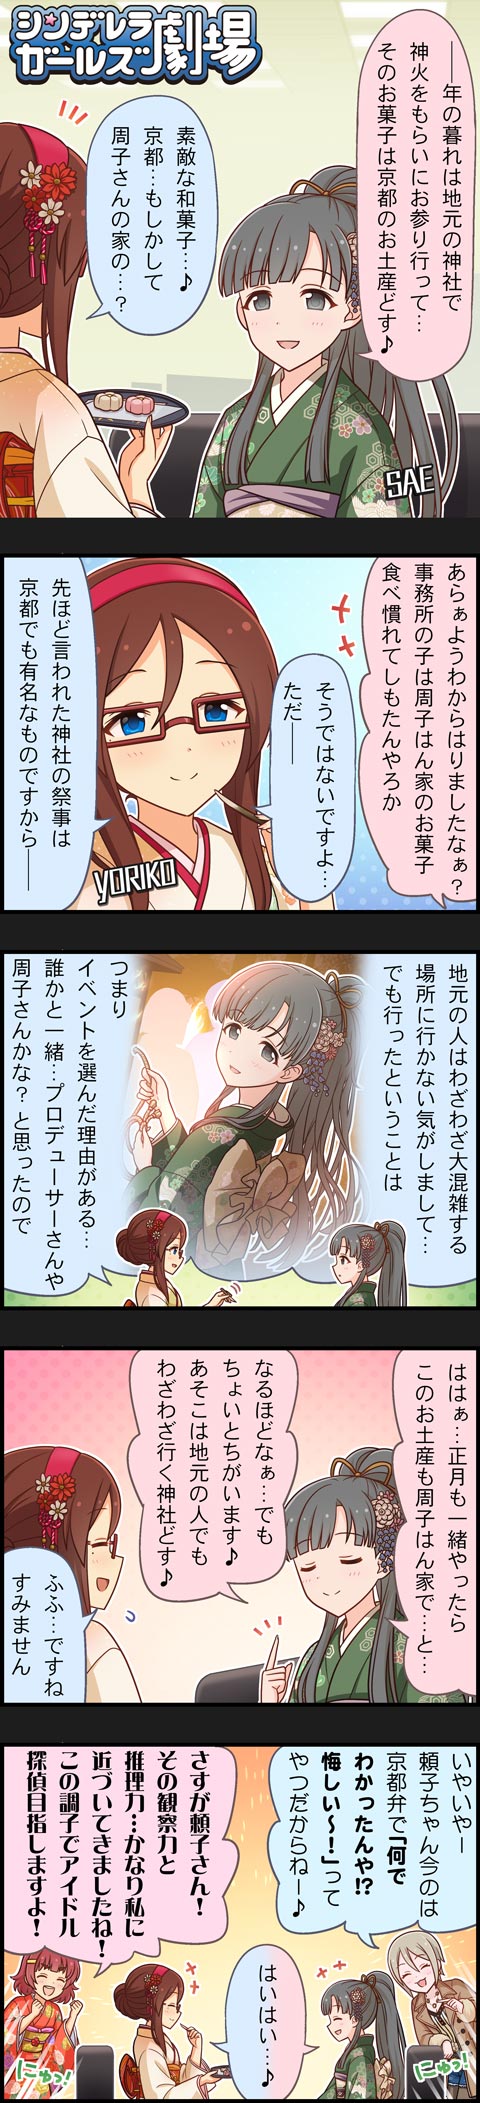 シンデレラ
ガールズ劇場
――年の暮れは地元の神社で
神火をもらいにお参り行って…
そのお菓子は京都のお土産どす♪
素敵な和菓子…♪
京都…もしかして
周子さんの家の…？
SAE
あらぁようわからはりましたなぁ？
事務所の子は周子はん家のお菓子
食べ慣れてしもたんやろか
そうではないですよ…
ただ――
先ほど言われた神社の祭事は
京都でも有名なものですから――
YORIKO
地元の人はわざわざ大混雑する
場所に行かない気がしまして…
でも行ったということは
つまり
イベントを選んだ理由がある…
誰かと一緒…プロデューサーさんや
周子さんかな？と思ったので
ははぁ…正月も一緒やったら
このお土産も周子はん家で…と…
なるほどなぁ…でも
ちょいとちがいます♪
あそこは地元の人でも
わざわざ行く神社どす♪
ふふ…ですね
すみません
いやいやー
頼子ちゃん今のは
京都弁で「何で
わかったんや!?
悔しい～！」って
やつだからねー♪
さすが頼子さん！
その観察力と
推理力…かなり私に
近づいてきましたね！
この調子でアイドル
探偵目指しますよ！
はいはい…♪
にゅっ！
にゅっ！